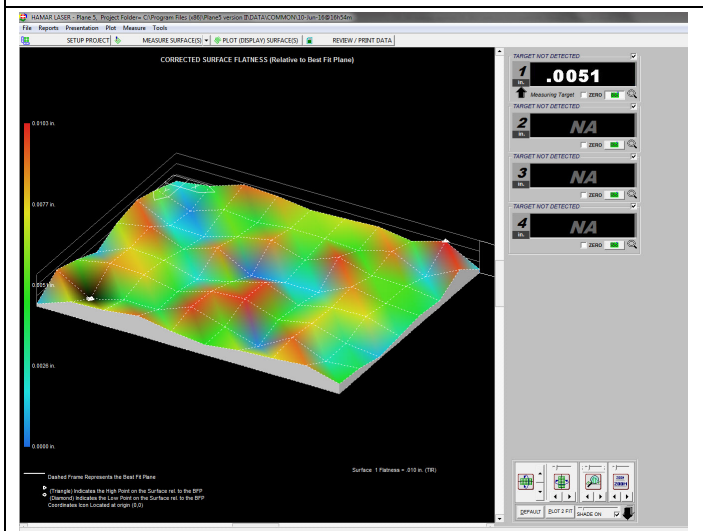 HAMAR LASER - Plane 5, Project Folder= C:\Program Files (x86)\Plane5 version II\DATA\COMMON\10-Jun-16@16h54m
File Reports Presentation Plot Measure Tools
SETUP PROJECT MEASURE SURFACE(S) PLOT (DISPLAY) SURFACE(S) REVIEW / PRINT DATA
CORRECTED SURFACE FLATNESS (Relative to Best Fit Plane)
0.0103 in.
0.0077 in.
0.0051 in.
0.0026 in.
0.0000 in.
Surface 1 Flatness = .010 in. (TIR)
Dashed Frame Represents the Best Fit Plane
(Triangle) Indicates the High Point on the Surface rel. to the BFP
(Diamond) Indicates the Low Point on the Surface rel. to the BFP
Coordinates Icon Located at origin (0,0)
TARGET NOT DETECTED
1 .0051
in.
Measuring Target ZERO
TARGET NOT DETECTED
2 NA
in.
ZERO
TARGET NOT DETECTED
3 NA
in.
ZERO
TARGET NOT DETECTED
4 NA
in.
ZERO
ZOOM
DEFAULT PLOT 2 FIT SHADE ON